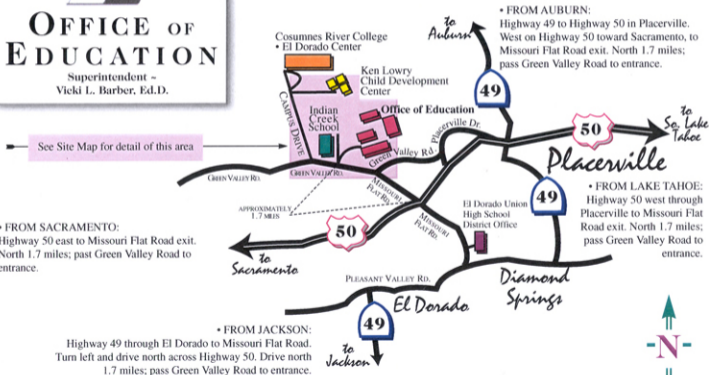 OFFICE OF
EDUCATION
Superintendent ~
Vicki L. Barber, Ed.D.
Cosumnes River College
• El Dorado Center
to
Auburn
• FROM AUBURN:
Highway 49 to Highway 50 in Placerville.
West on Highway 50 toward Sacramento, to
Missouri Flat Road exit. North 1.7 miles;
pass Green Valley Road to entrance.
Ken Lowry
Child Development
Center
49
CAMPUS DRIVE
Indian
Creek
School
Office of Education
Placerville Dr.
50
to
So. Lake
Tahoe
See Site Map for detail of this area
Green Valley Rd.
GREEN VALLEY RD.
GREEN VALLEY RD.
Placerville
MISSOURI
FLAT RD.
APPROXIMATELY
1.7 MILES
• FROM LAKE TAHOE:
Highway 50 west through
Placerville to Missouri Flat
Road exit. North 1.7 miles;
pass Green Valley Road to
entrance.
El Dorado Union
High School
District Office
49
MISSOURI
FLAT RD.
• FROM SACRAMENTO:
Highway 50 east to Missouri Flat Road exit.
North 1.7 miles; pass Green Valley Road to
entrance.
50
to
Sacramento
PLEASANT VALLEY RD.
Diamond
Springs
El Dorado
49
to
Jackson
• FROM JACKSON:
Highway 49 through El Dorado to Missouri Flat Road.
Turn left and drive north across Highway 50. Drive north
1.7 miles; pass Green Valley Road to entrance.
-N-